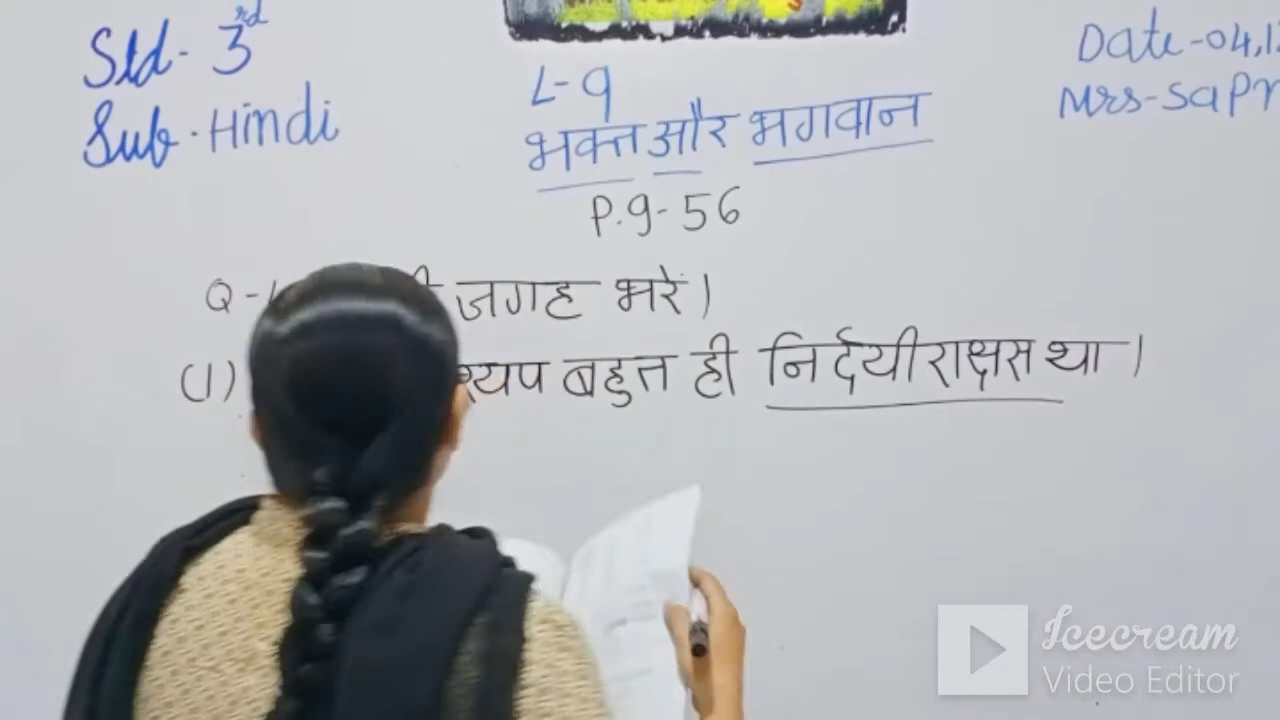 Std- 3rd
Sub. Hindi
L-9
भक्त और भगवान
Date-04,1
Mrs-Sapr
P.g-56
Q-1 जगह भरें।
(1) श्यप बहुत ही निर्दयी राक्षस था।
Icecream
Video Editor